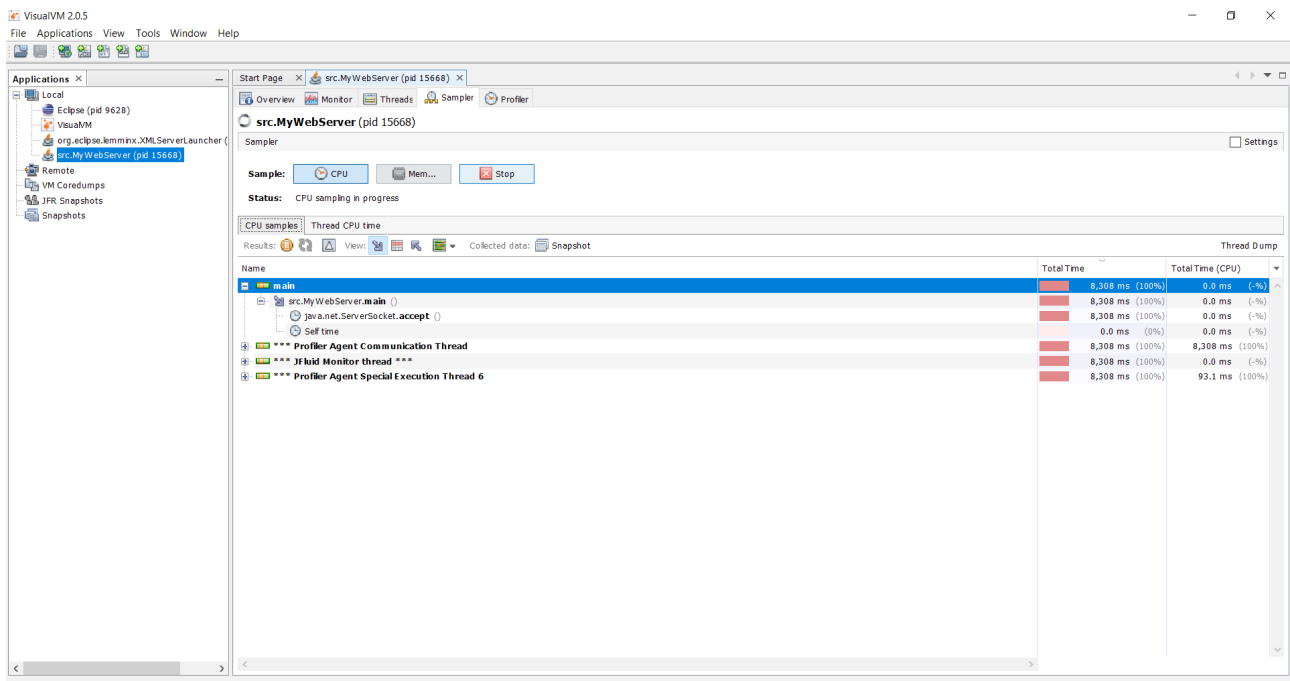 VisualVM 2.0.5
File Applications View Tools Window Help
Applications
Local
Eclipse (pid 9628)
VisualVM
org.eclipse.lemminx.XMLServerLauncher (
src.MyWebServer (pid 15668)
Remote
VM Coredumps
JFR Snapshots
Snapshots
Start Page src.MyWebServer (pid 15668)
Overview Monitor Threads Sampler Profiler
src.MyWebServer (pid 15668)
Sampler Settings
Sample: CPU Mem... Stop
Status: CPU sampling in progress
CPU samples Thread CPU time
Results: View: Collected data: Snapshot Thread Dump
Name Total Time Total Time (CPU)
main 8,308 ms (100%) 0.0 ms (-%)
src.MyWebServer.main () 8,308 ms (100%) 0.0 ms (-%)
java.net.ServerSocket.accept () 8,308 ms (100%) 0.0 ms (-%)
Self time 0.0 ms (0%) 0.0 ms (-%)
*** Profiler Agent Communication Thread 8,308 ms (100%) 8,308 ms (100%)
*** JFluid Monitor thread *** 8,308 ms (100%) 0.0 ms (-%)
*** Profiler Agent Special Execution Thread 6 8,308 ms (100%) 93.1 ms (100%)